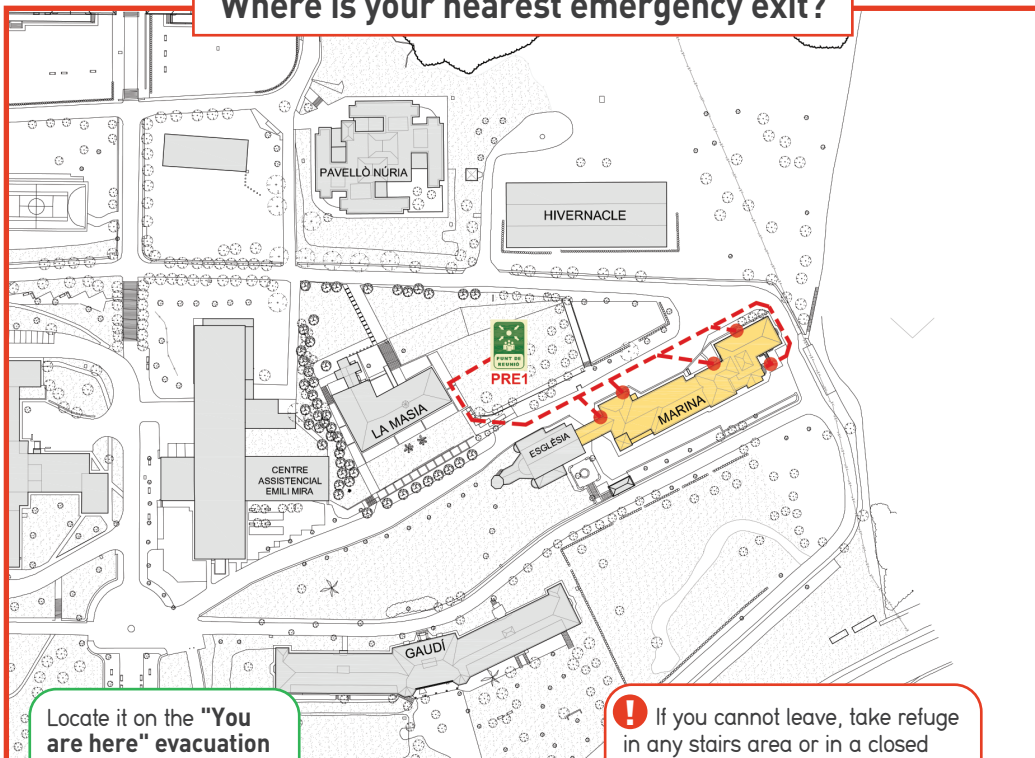 Where is your nearest emergency exit?
PAVELLÒ NÚRIA
HIVERNACLE
PUNT DE
REUNIÓ
PRE1
MARINA
LA MASIA
ESGLÉSIA
CENTRE
ASSISTENCIAL
EMILI MIRA
GAUDÍ
Locate it on the "You
are here" evacuation
! If you cannot leave, take refuge
in any stairs area or in a closed